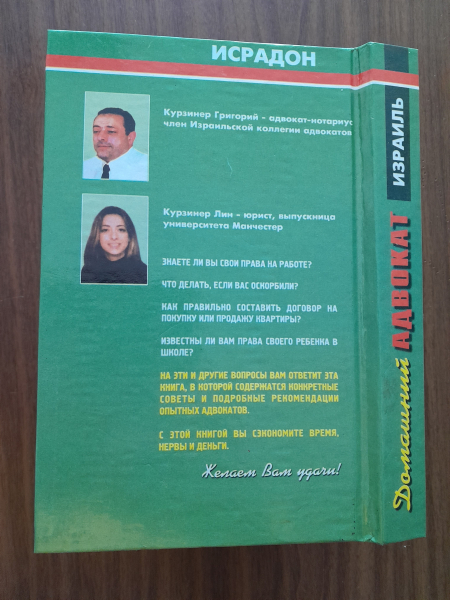 ИСРАДОН
Курзинер Григорий - адвокат-нотариус
член Израильской коллегии адвокатов
Курзинер Лин - юрист, выпускница
университета Манчестер
ЗНАЕТЕ ЛИ ВЫ СВОИ ПРАВА НА РАБОТЕ?
ЧТО ДЕЛАТЬ, ЕСЛИ ВАС ОСКОРБИЛИ?
КАК ПРАВИЛЬНО СОСТАВИТЬ ДОГОВОР НА
ПОКУПКУ ИЛИ ПРОДАЖУ КВАРТИРЫ?
ИЗВЕСТНЫ ЛИ ВАМ ПРАВА СВОЕГО РЕБЕНКА В
ШКОЛЕ?
НА ЭТИ И ДРУГИЕ ВОПРОСЫ ВАМ ОТВЕТИТ ЭТА
КНИГА, В КОТОРОЙ СОДЕРЖАТСЯ КОНКРЕТНЫЕ
СОВЕТЫ И ПОДРОБНЫЕ РЕКОМЕНДАЦИИ
ОПЫТНЫХ АДВОКАТОВ.
С ЭТОЙ КНИГОЙ ВЫ СЭКОНОМИТЕ ВРЕМЯ,
НЕРВЫ И ДЕНЬГИ.
Желаем Вам удачи!
Домашний АДВОКАТ ИЗРАИЛЬ